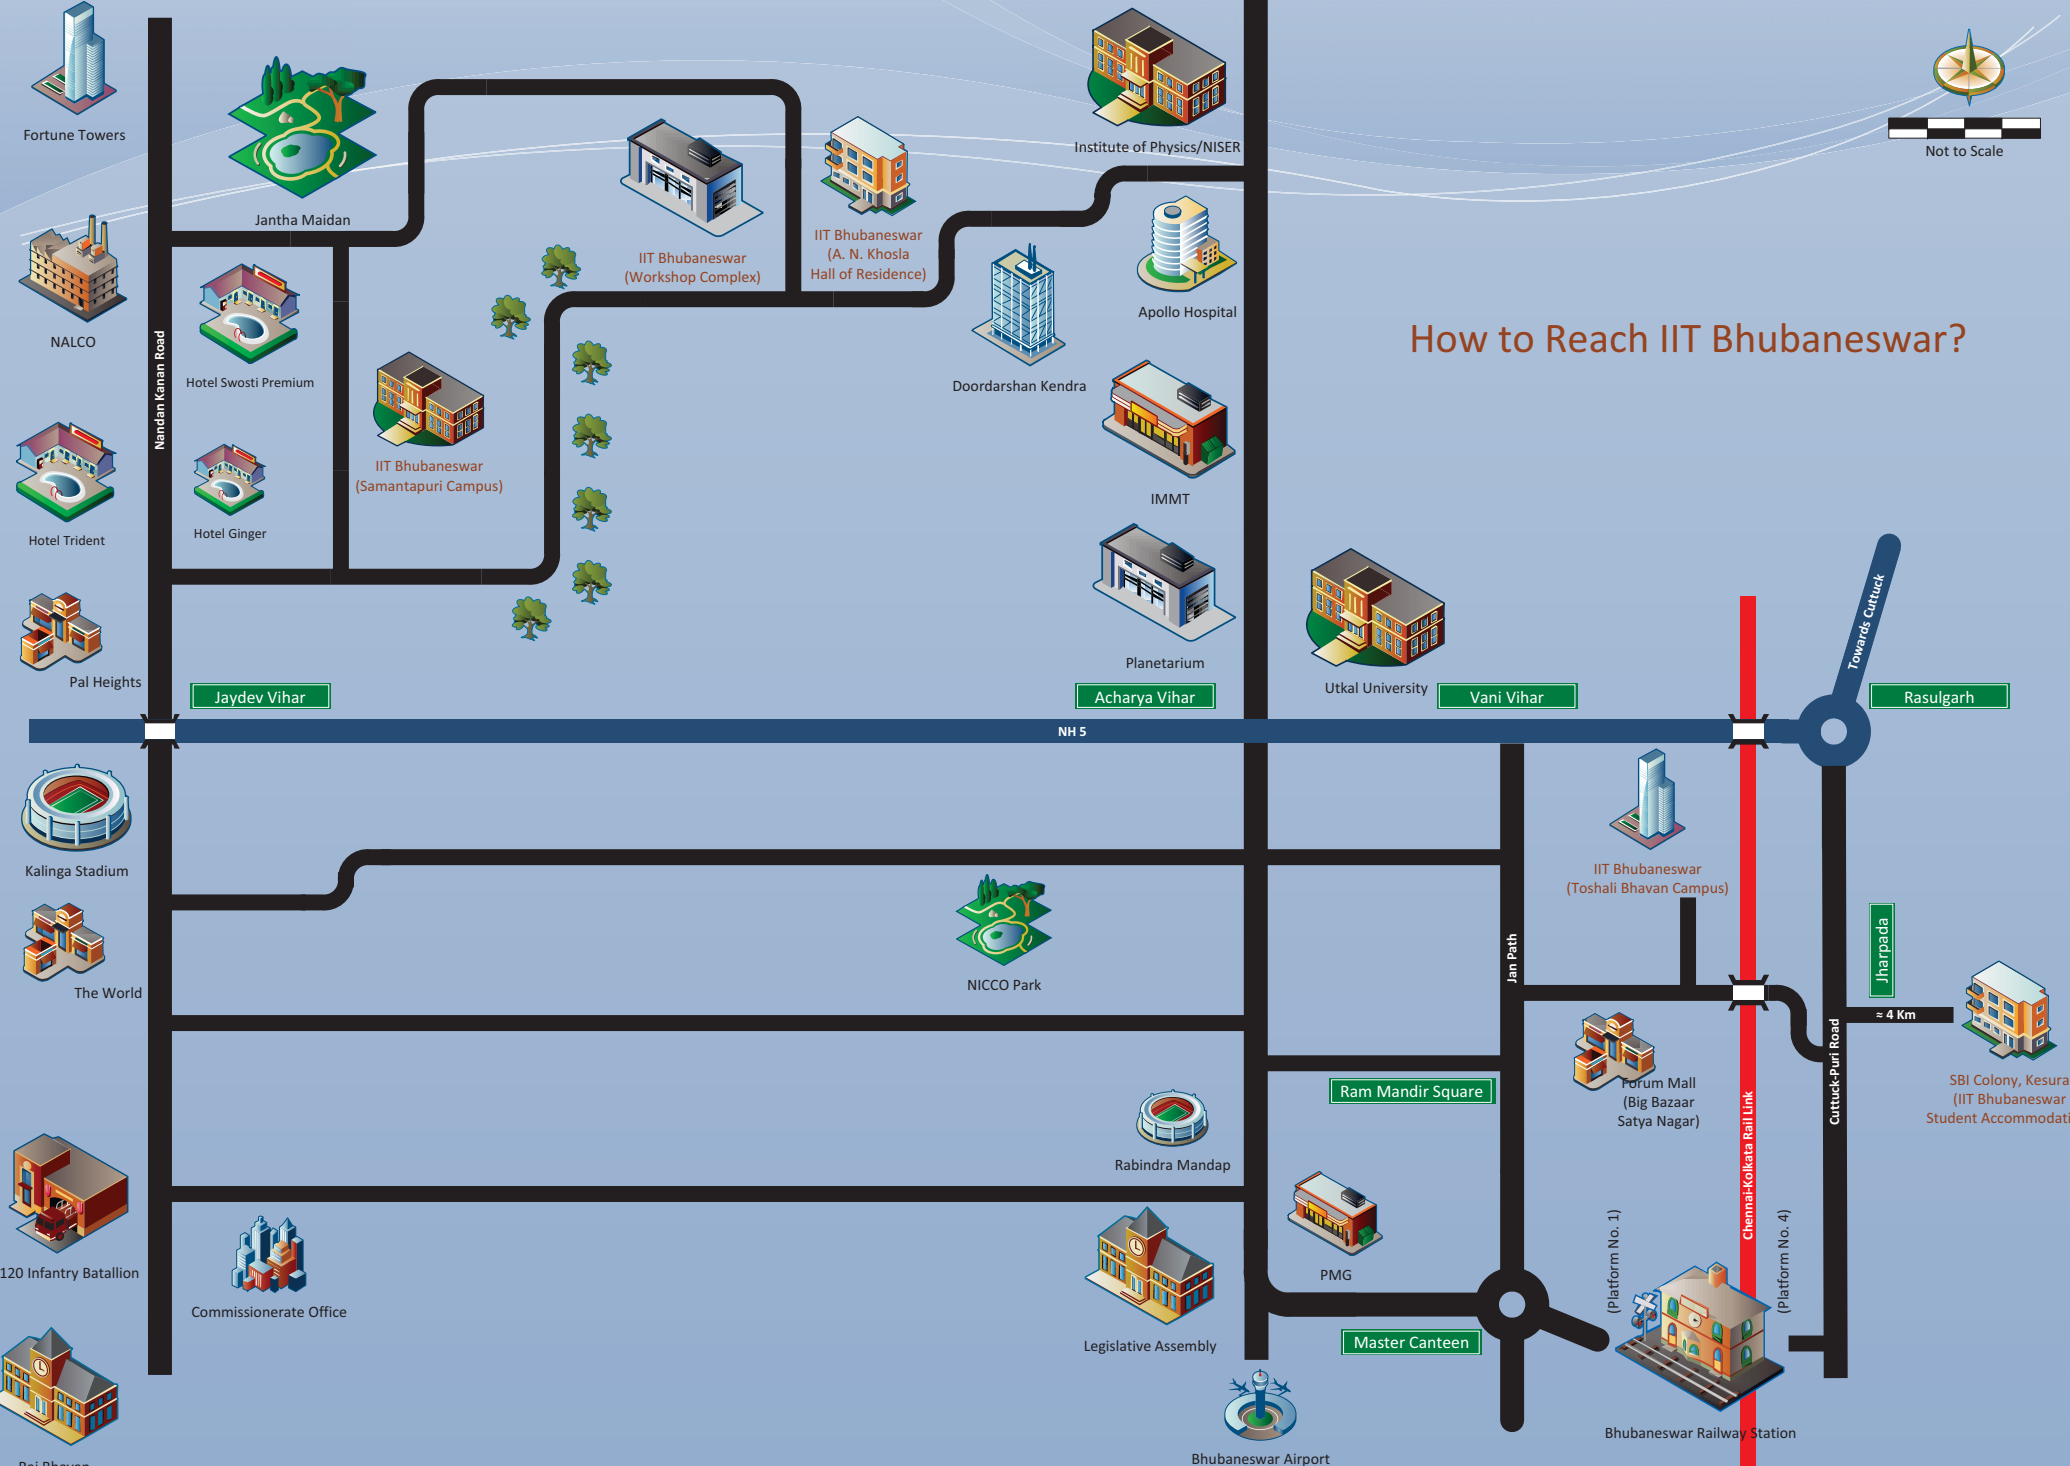 Fortune Towers
Jantha Maidan
Institute of Physics/NISER
Not to Scale
IIT Bhubaneswar
(Workshop Complex)
IIT Bhubaneswar
(A. N. Khosla
Hall of Residence)
NALCO
Nandan Kanan Road
Hotel Swosti Premium
Apollo Hospital
Doordarshan Kendra
How to Reach IIT Bhubaneswar?
IIT Bhubaneswar
(Samantapuri Campus)
IMMT
Hotel Trident
Hotel Ginger
Towards Cuttuck
Pal Heights
Planetarium
Utkal University
Jaydev Vihar
Acharya Vihar
Vani Vihar
Rasulgarh
NH 5
Kalinga Stadium
IIT Bhubaneswar
(Toshali Bhavan Campus)
The World
NICCO Park
Jan Path
Jharpada
≈ 4 Km
Cuttuck-Puri Road
Forum Mall
(Big Bazaar
Satya Nagar)
SBI Colony, Kesura
(IIT Bhubaneswar
Student Accommodati
Ram Mandir Square
Chennai-Kolkata Rail Link
Rabindra Mandap
120 Infantry Batallion
Commissionerate Office
PMG
(Platform No. 1)
(Platform No. 4)
Legislative Assembly
Master Canteen
Bhubaneswar Railway Station
Bhubaneswar Airport